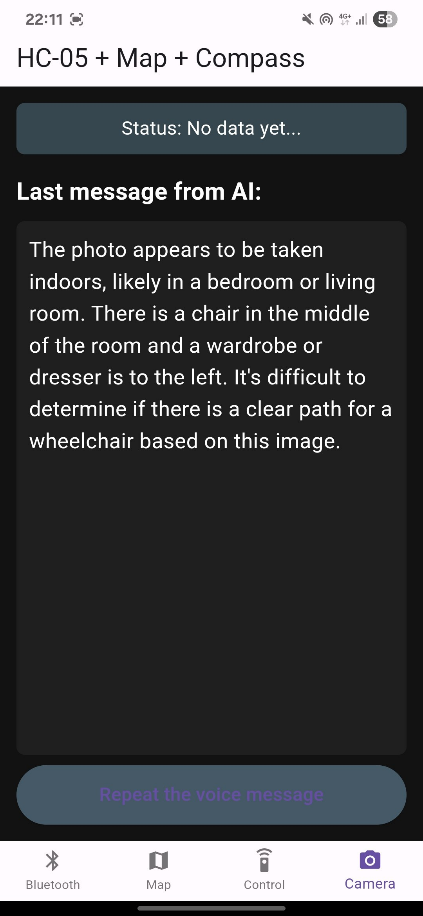 22:11
4G+
58
HC-05 + Map + Compass
Status: No data yet...
Last message from AI:
The photo appears to be taken
indoors, likely in a bedroom or living
room. There is a chair in the middle
of the room and a wardrobe or
dresser is to the left. It's difficult to
determine if there is a clear path for a
wheelchair based on this image.
Repeat the voice message
Bluetooth
Map
Control
Camera